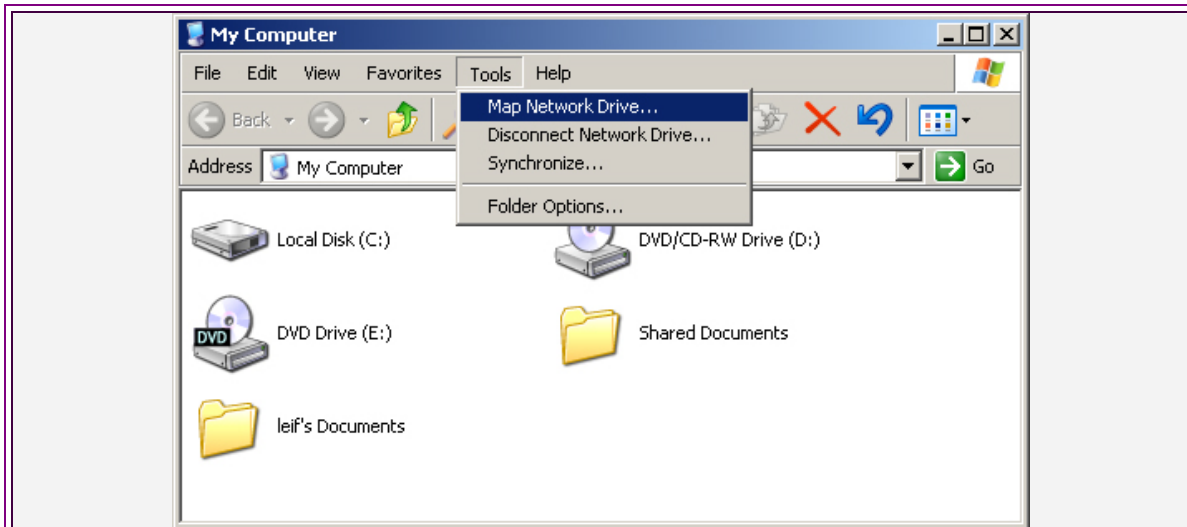 My Computer
File Edit View Favorites Tools Help
Back
Map Network Drive...
Disconnect Network Drive...
Synchronize...
Folder Options...
Address My Computer Go
Local Disk (C:) DVD/CD-RW Drive (D:)
DVD DVD Drive (E:) Shared Documents
leif's Documents